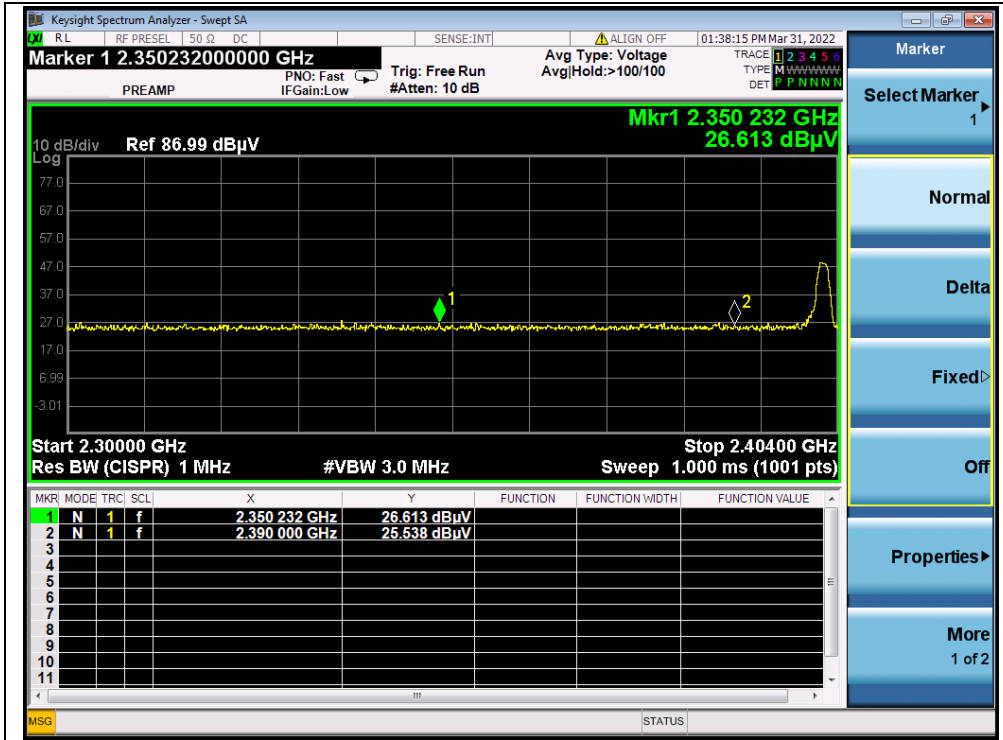 Keysight Spectrum Analyzer - Swept SA
LXI RL RF PRESEL 50 Ω DC SENSE:INT ALIGN OFF 01:38:15 PM Mar 31, 2022
Marker 1 2.350232000000 GHz
PREAMP
PNO: Fast
IFGain:Low
Trig: Free Run
#Atten: 10 dB
Avg Type: Voltage
Avg|Hold:>100/100
TRACE 1 2 3 4 5 6
TYPE M W W W W W
DET P P N N N N
Mkr1 2.350 232 GHz
26.613 dBµV
10 dB/div Ref 86.99 dBµV
Log
77.0
67.0
57.0
47.0
37.0
27.0
17.0
6.99
-3.01
1
2
Start 2.30000 GHz Stop 2.40400 GHz
Res BW (CISPR) 1 MHz #VBW 3.0 MHz Sweep 1.000 ms (1001 pts)
MKR MODE TRC SCL X Y FUNCTION FUNCTION WIDTH FUNCTION VALUE
1 N 1 f 2.350 232 GHz 26.613 dBµV
2 N 1 f 2.390 000 GHz 25.538 dBµV
3
4
5
6
7
8
9
10
11
MSG STATUS
Marker
Select Marker
1
Normal
Delta
Fixed
Off
Properties
More
1 of 2